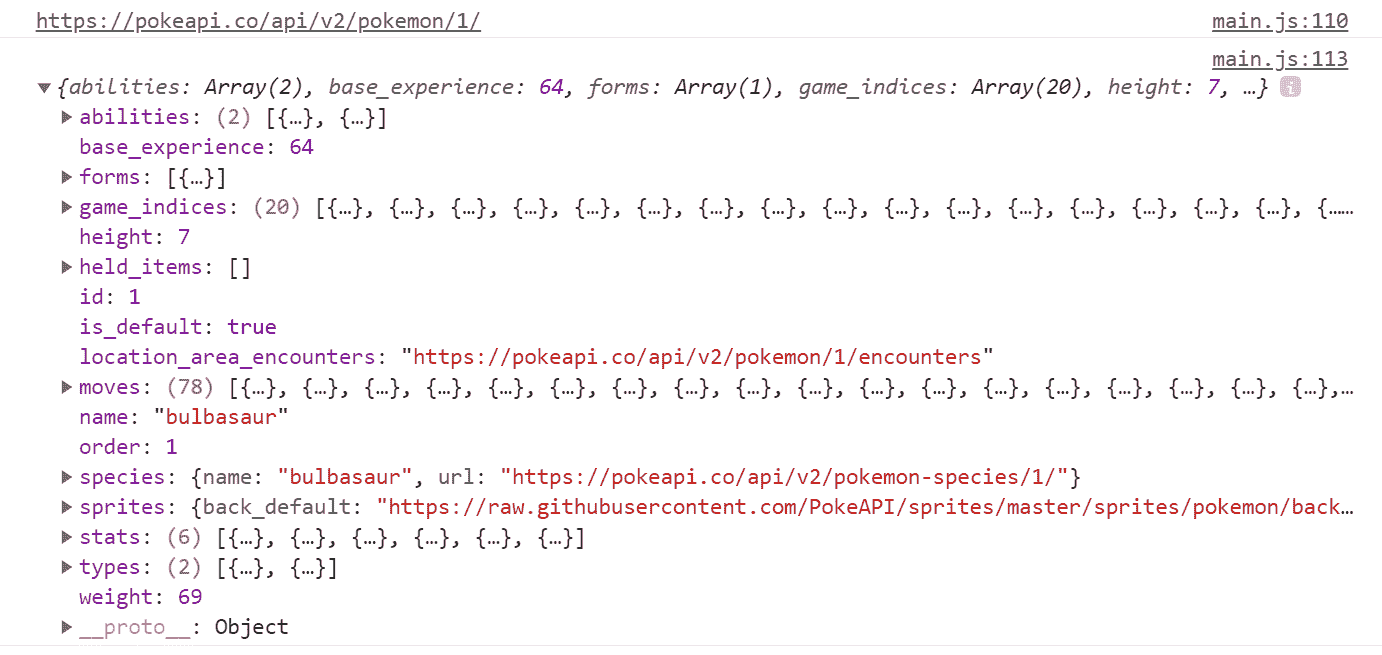 https://pokeapi.co/api/v2/pokemon/1/ main.js:110
main.js:113
{abilities: Array(2), base_experience: 64, forms: Array(1), game_indices: Array(20), height: 7, …} i
abilities: (2) [{…}, {…}]
base_experience: 64
forms: [{…}]
game_indices: (20) [{…}, {…}, {…}, {…}, {…}, {…}, {…}, {…}, {…}, {…}, {…}, {…}, {…}, {…}, {…}, {…}, {……
height: 7
held_items: []
id: 1
is_default: true
location_area_encounters: "https://pokeapi.co/api/v2/pokemon/1/encounters"
moves: (78) [{…}, {…}, {…}, {…}, {…}, {…}, {…}, {…}, {…}, {…}, {…}, {…}, {…}, {…}, {…}, {…}, {…}, {…},…
name: "bulbasaur"
order: 1
species: {name: "bulbasaur", url: "https://pokeapi.co/api/v2/pokemon-species/1/"}
sprites: {back_default: "https://raw.githubusercontent.com/PokeAPI/sprites/master/sprites/pokemon/back…
stats: (6) [{…}, {…}, {…}, {…}, {…}, {…}]
types: (2) [{…}, {…}]
weight: 69
__proto__: Object